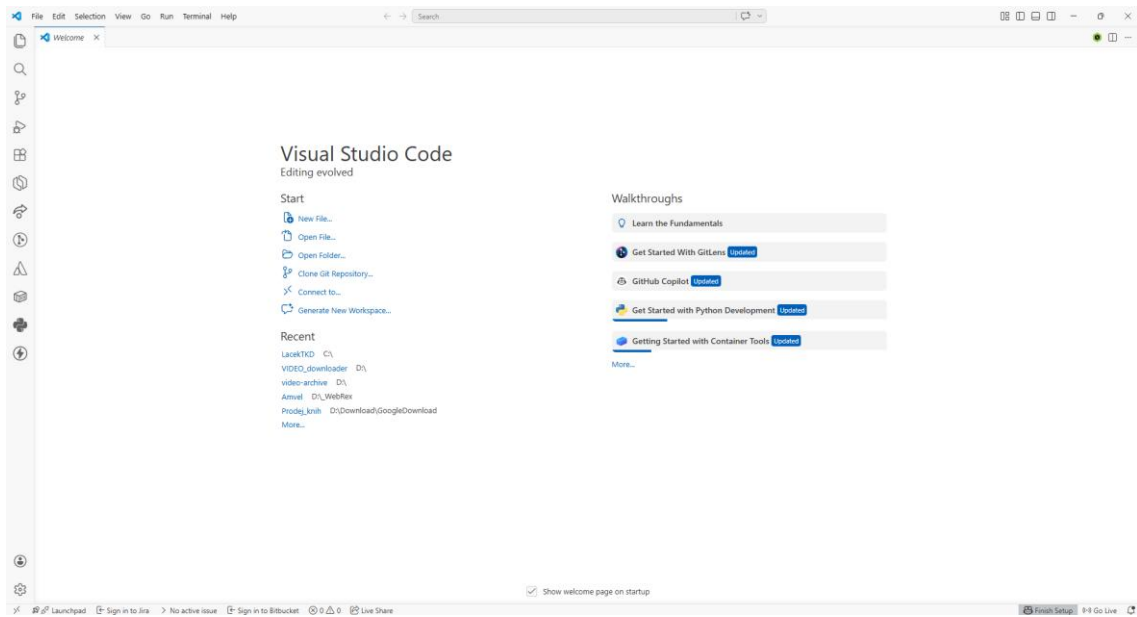 File Edit Selection View Go Run Terminal Help
Search
Welcome
Visual Studio Code
Editing evolved
Start
New File...
Open File...
Open Folder...
Clone Git Repository...
Connect to...
Generate New Workspace...
Recent
LacekTKD C:\
VIDEO_downloader D:\
video-archive D:\
Amvel D:\_WebRex
Prodej_knih D:\Download\GoogleDownload
More...
Walkthroughs
Learn the Fundamentals
Get Started With GitLens Updated
GitHub Copilot Updated
Get Started with Python Development Updated
Getting Started with Container Tools Updated
More...
Show welcome page on startup
Launchpad Sign in to Jira No active issue Sign in to Bitbucket 0 0 Live Share
Finish Setup Go Live